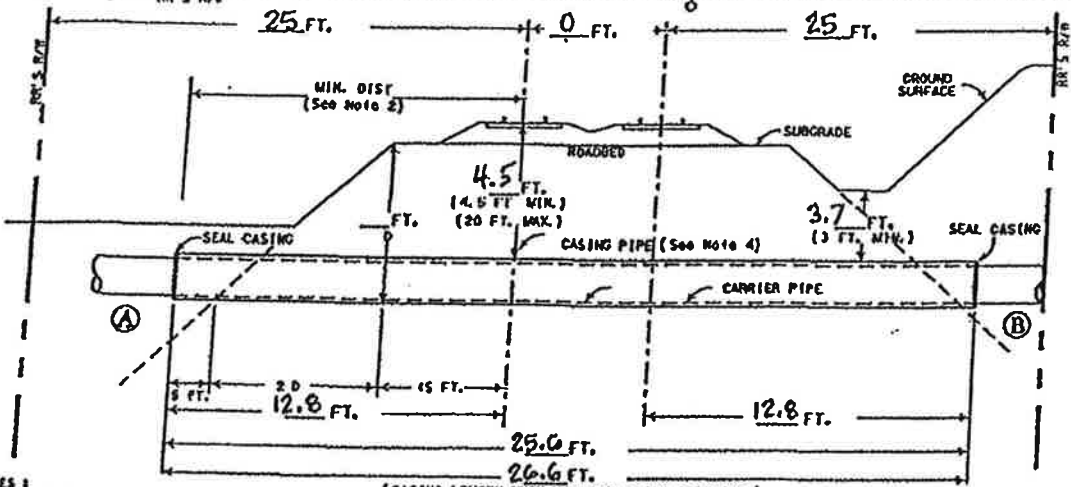 25 FT. 0 FT. 25 FT.
RR'S R/W
RR'S R/W
MIN. DIST
(See Note 2)
GROUND
SURFACE
SUBGRADE
ROADBED
4.5 FT.
(4.5 FT MIN.)
(20 FT. MAX.)
FT.
D
3.7 FT.
(3 FT. MIN.)
SEAL CASING
CASING PIPE (See Note 4)
SEAL CASING
CARRIER PIPE
A
B
5 FT. 2 D 15 FT.
12.8 FT. 12.8 FT.
25.6 FT.
26.6 FT.